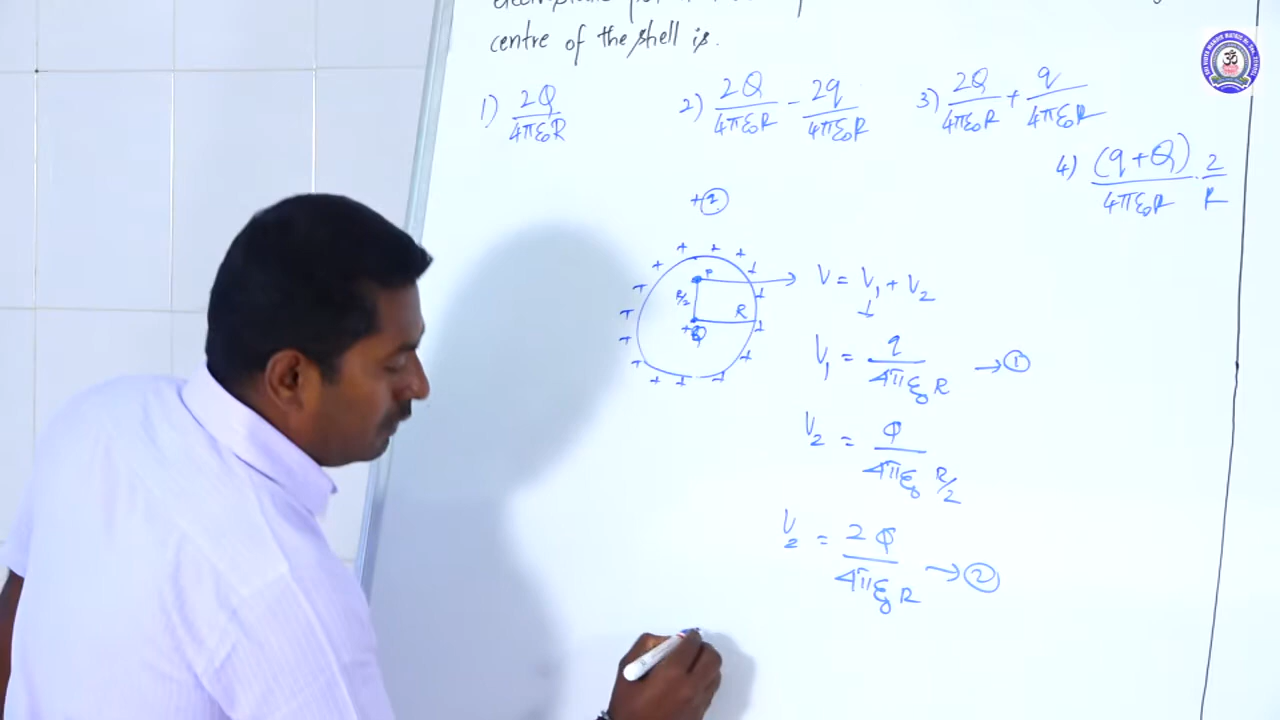 centre of the shell is.
1) 2Q/4πε₀R
2) 2Q/4πε₀R - 2q/4πε₀R
3) 2Q/4πε₀R + q/4πε₀R
4) (q+Q)/4πε₀R · 2/R
+q
+ + + + + + + + + + + + + + +
P
R/2
R
+Q
V = V₁ + V₂
V₁ = q/4πε₀R → ①
V₂ = Q/4πε₀ R/2
V₂ = 2Q/4πε₀R → ②